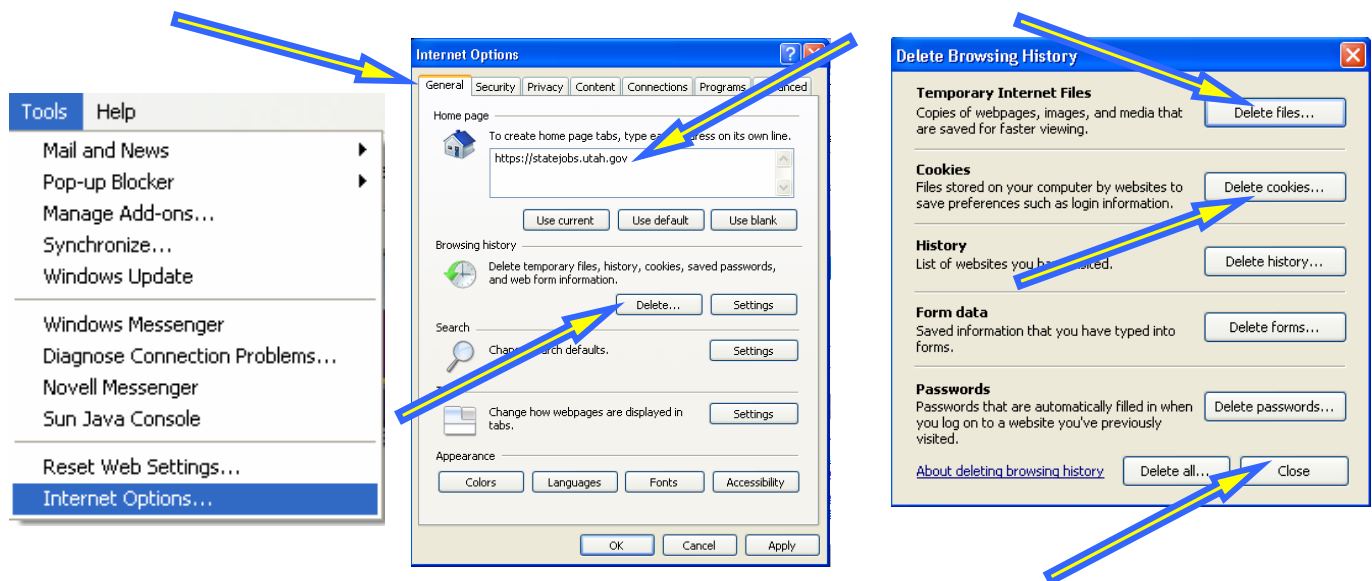 Tools Help
Mail and News
Pop-up Blocker
Manage Add-ons...
Synchronize...
Windows Update
Windows Messenger
Diagnose Connection Problems...
Novell Messenger
Sun Java Console
Reset Web Settings...
Internet Options...
Internet Options
General Security Privacy Content Connections Programs
Home page
To create home page tabs, type on its own line.
https://statejobs.utah.gov
Use current Use default Use blank
Browsing history
Delete temporary files, history, cookies, saved passwords,
and web form information.
Delete... Settings
Search
defaults. Settings
Change how webpages are displayed in
tabs.
Settings
Appearance
Colors Languages Fonts Accessibility
OK Cancel Apply
Delete Browsing History
Temporary Internet Files
Copies of webpages, images, and media that
are saved for faster viewing.
Delete files...
Cookies
Files stored on your computer by websites to
save preferences such as login information.
Delete cookies...
History
List of websites you
Delete history...
Form data
Saved information that you have typed into
forms.
Delete forms...
Passwords
Passwords that are automatically filled in when
you log on to a website you've previously
visited.
Delete passwords...
About deleting browsing history Delete all... Close